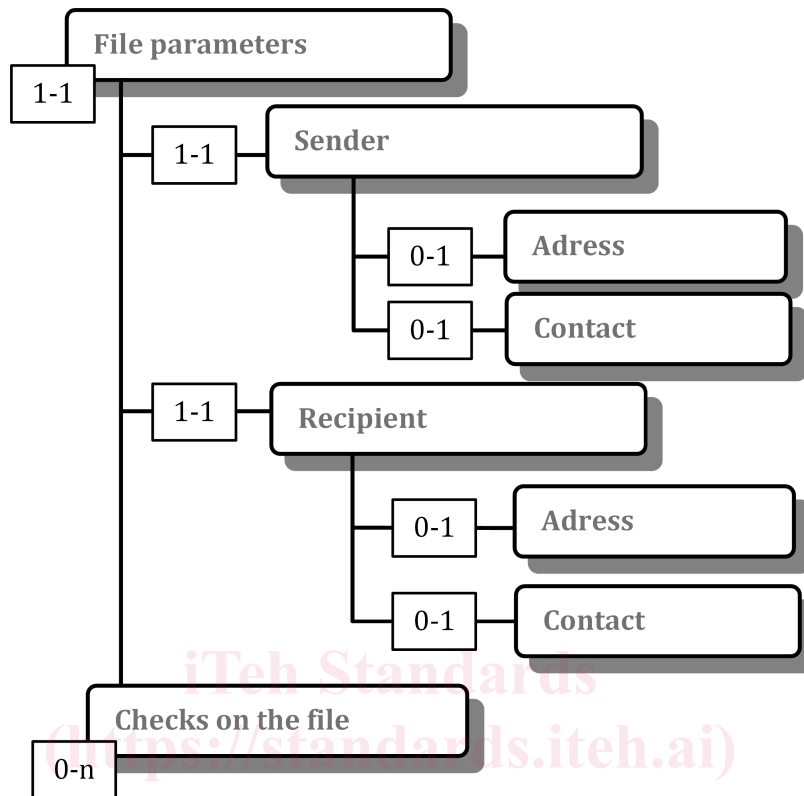 File parameters
1-1
1-1
Sender
0-1
Adress
0-1
Contact
1-1
Recipient
0-1
Adress
0-1
Contact
iTeh Standards
Checks on the file
(https://standards.iteh.ai)
0-n